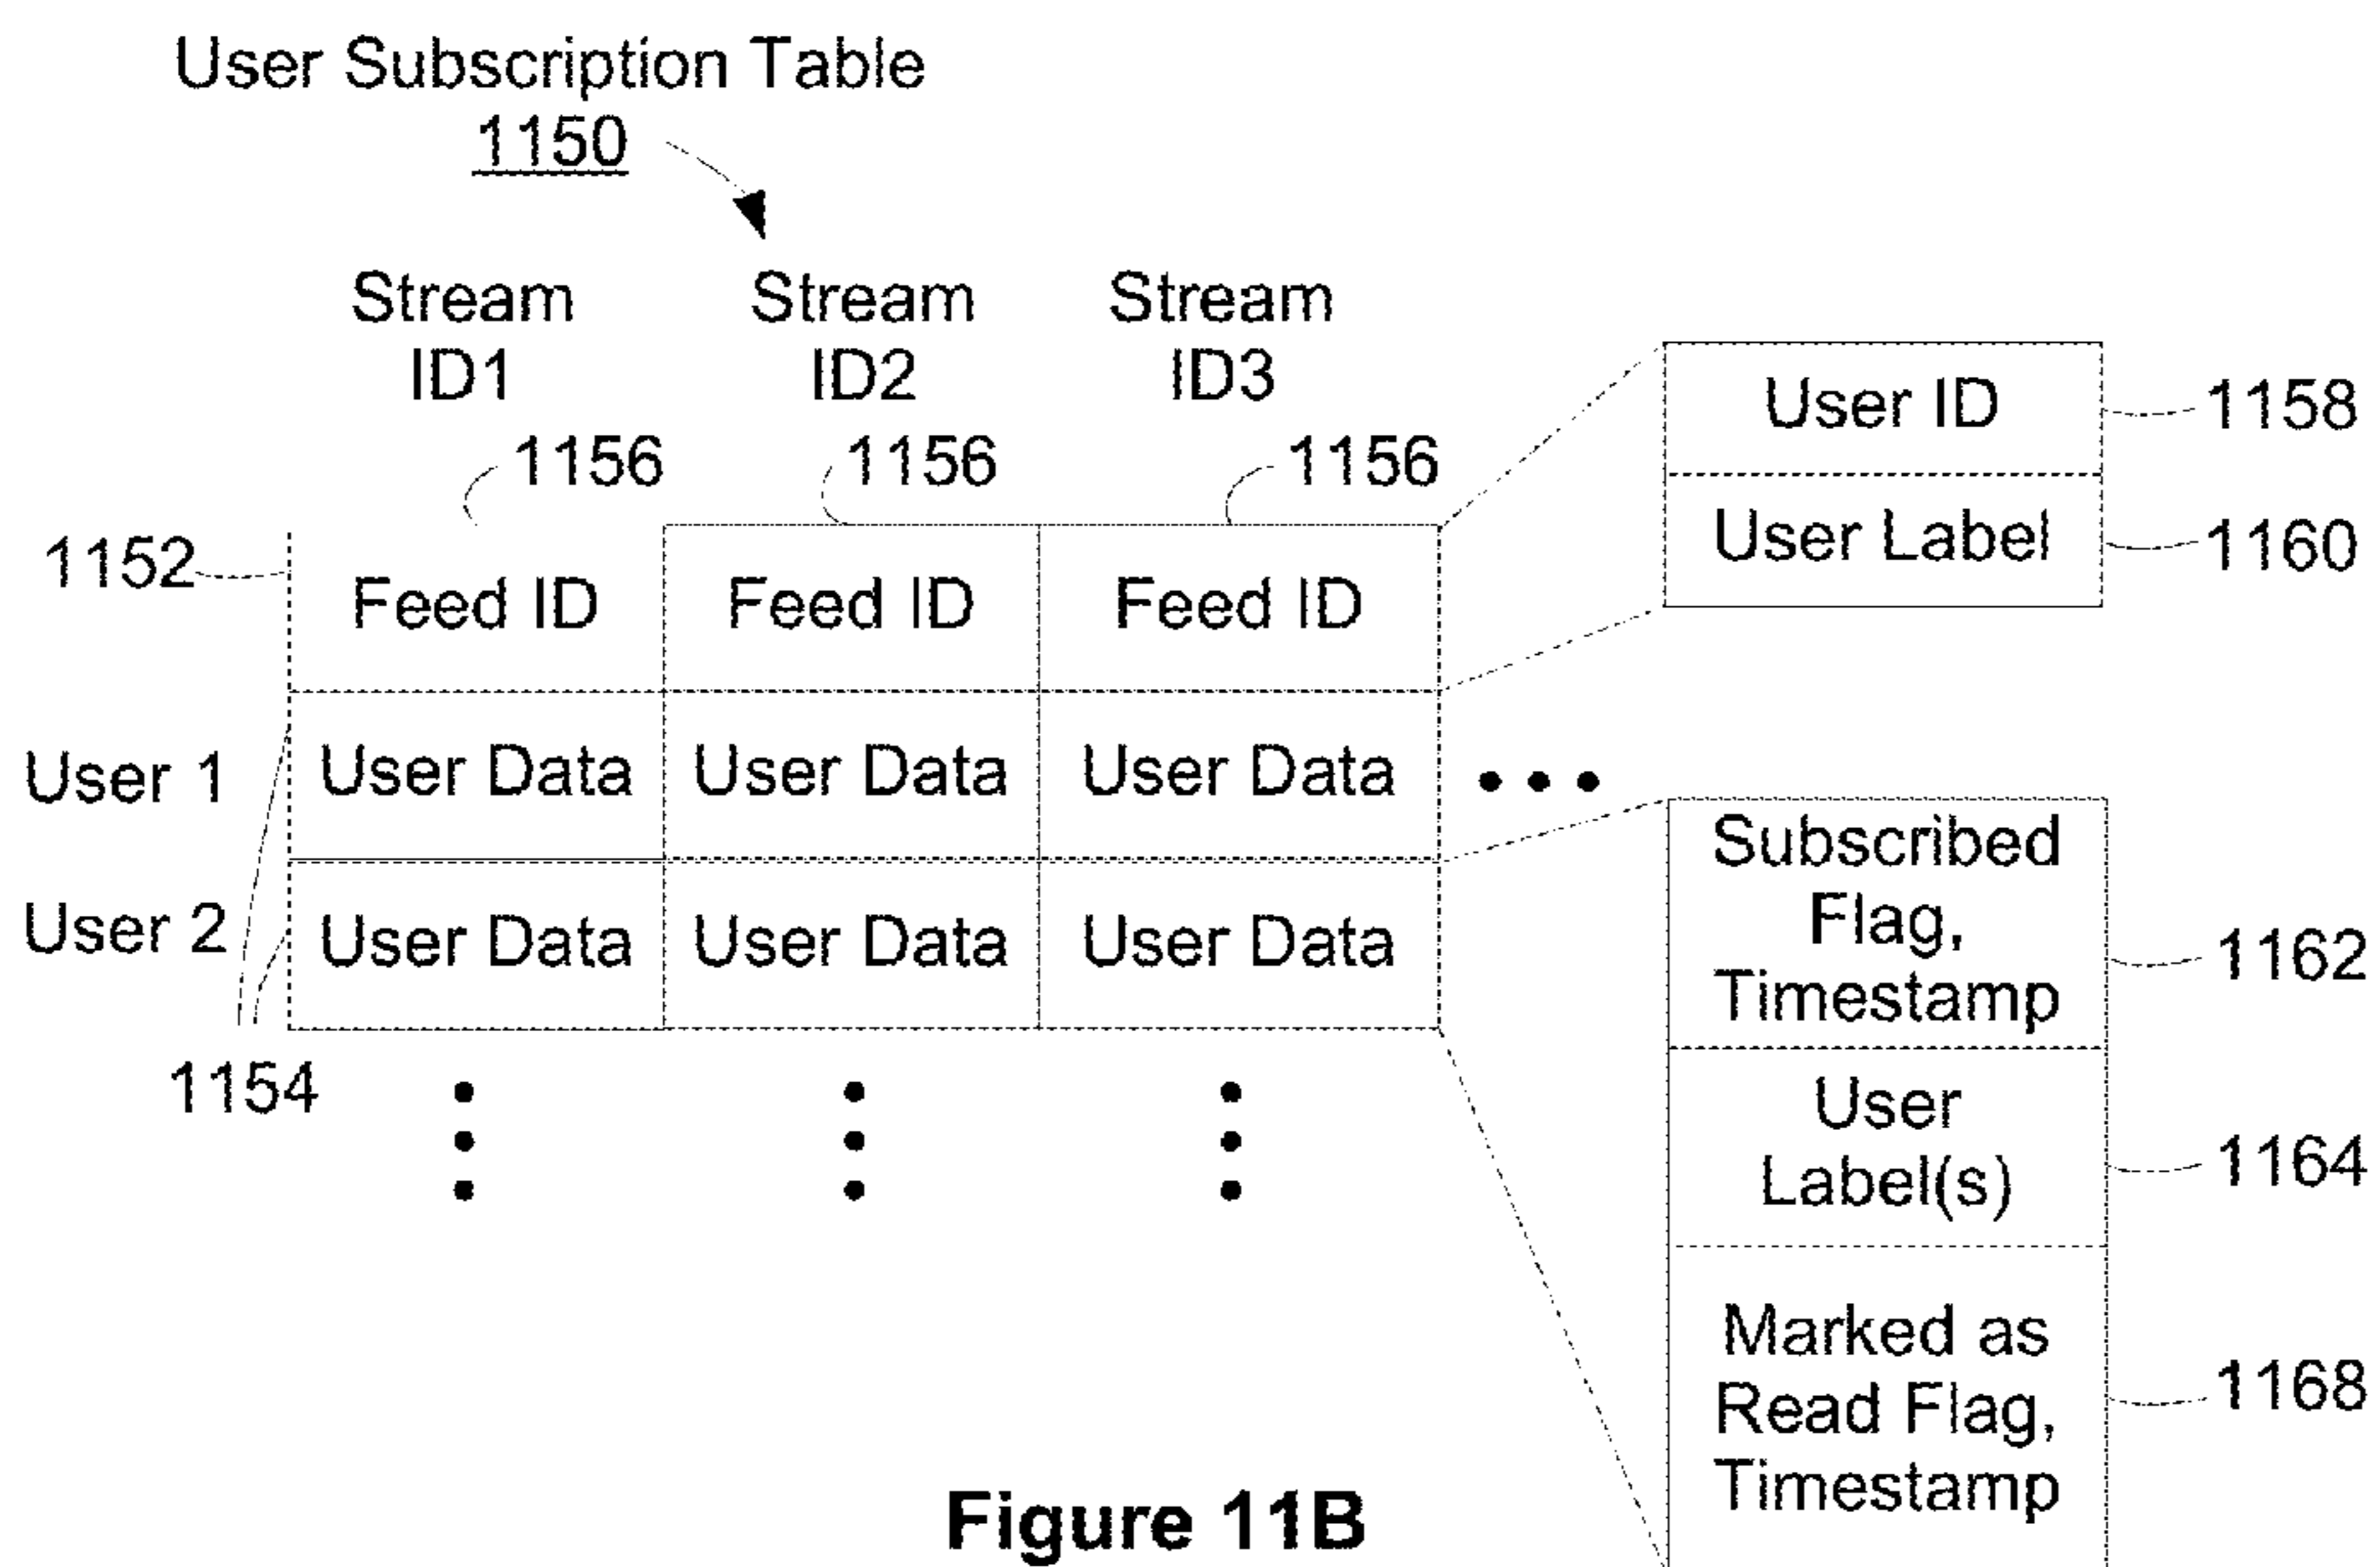 User Subscription Table
1150
Stream Stream Stream
ID1 ID2 ID3
1156 1156 1156
User ID 1158
User Label 1160
1152 Feed ID Feed ID Feed ID
User 1 User Data User Data User Data
User 2 User Data User Data User Data
1154
Subscribed
Flag,
Timestamp
1162
User
Label(s)
1164
Marked as
Read Flag,
Timestamp
1168
Figure 11B